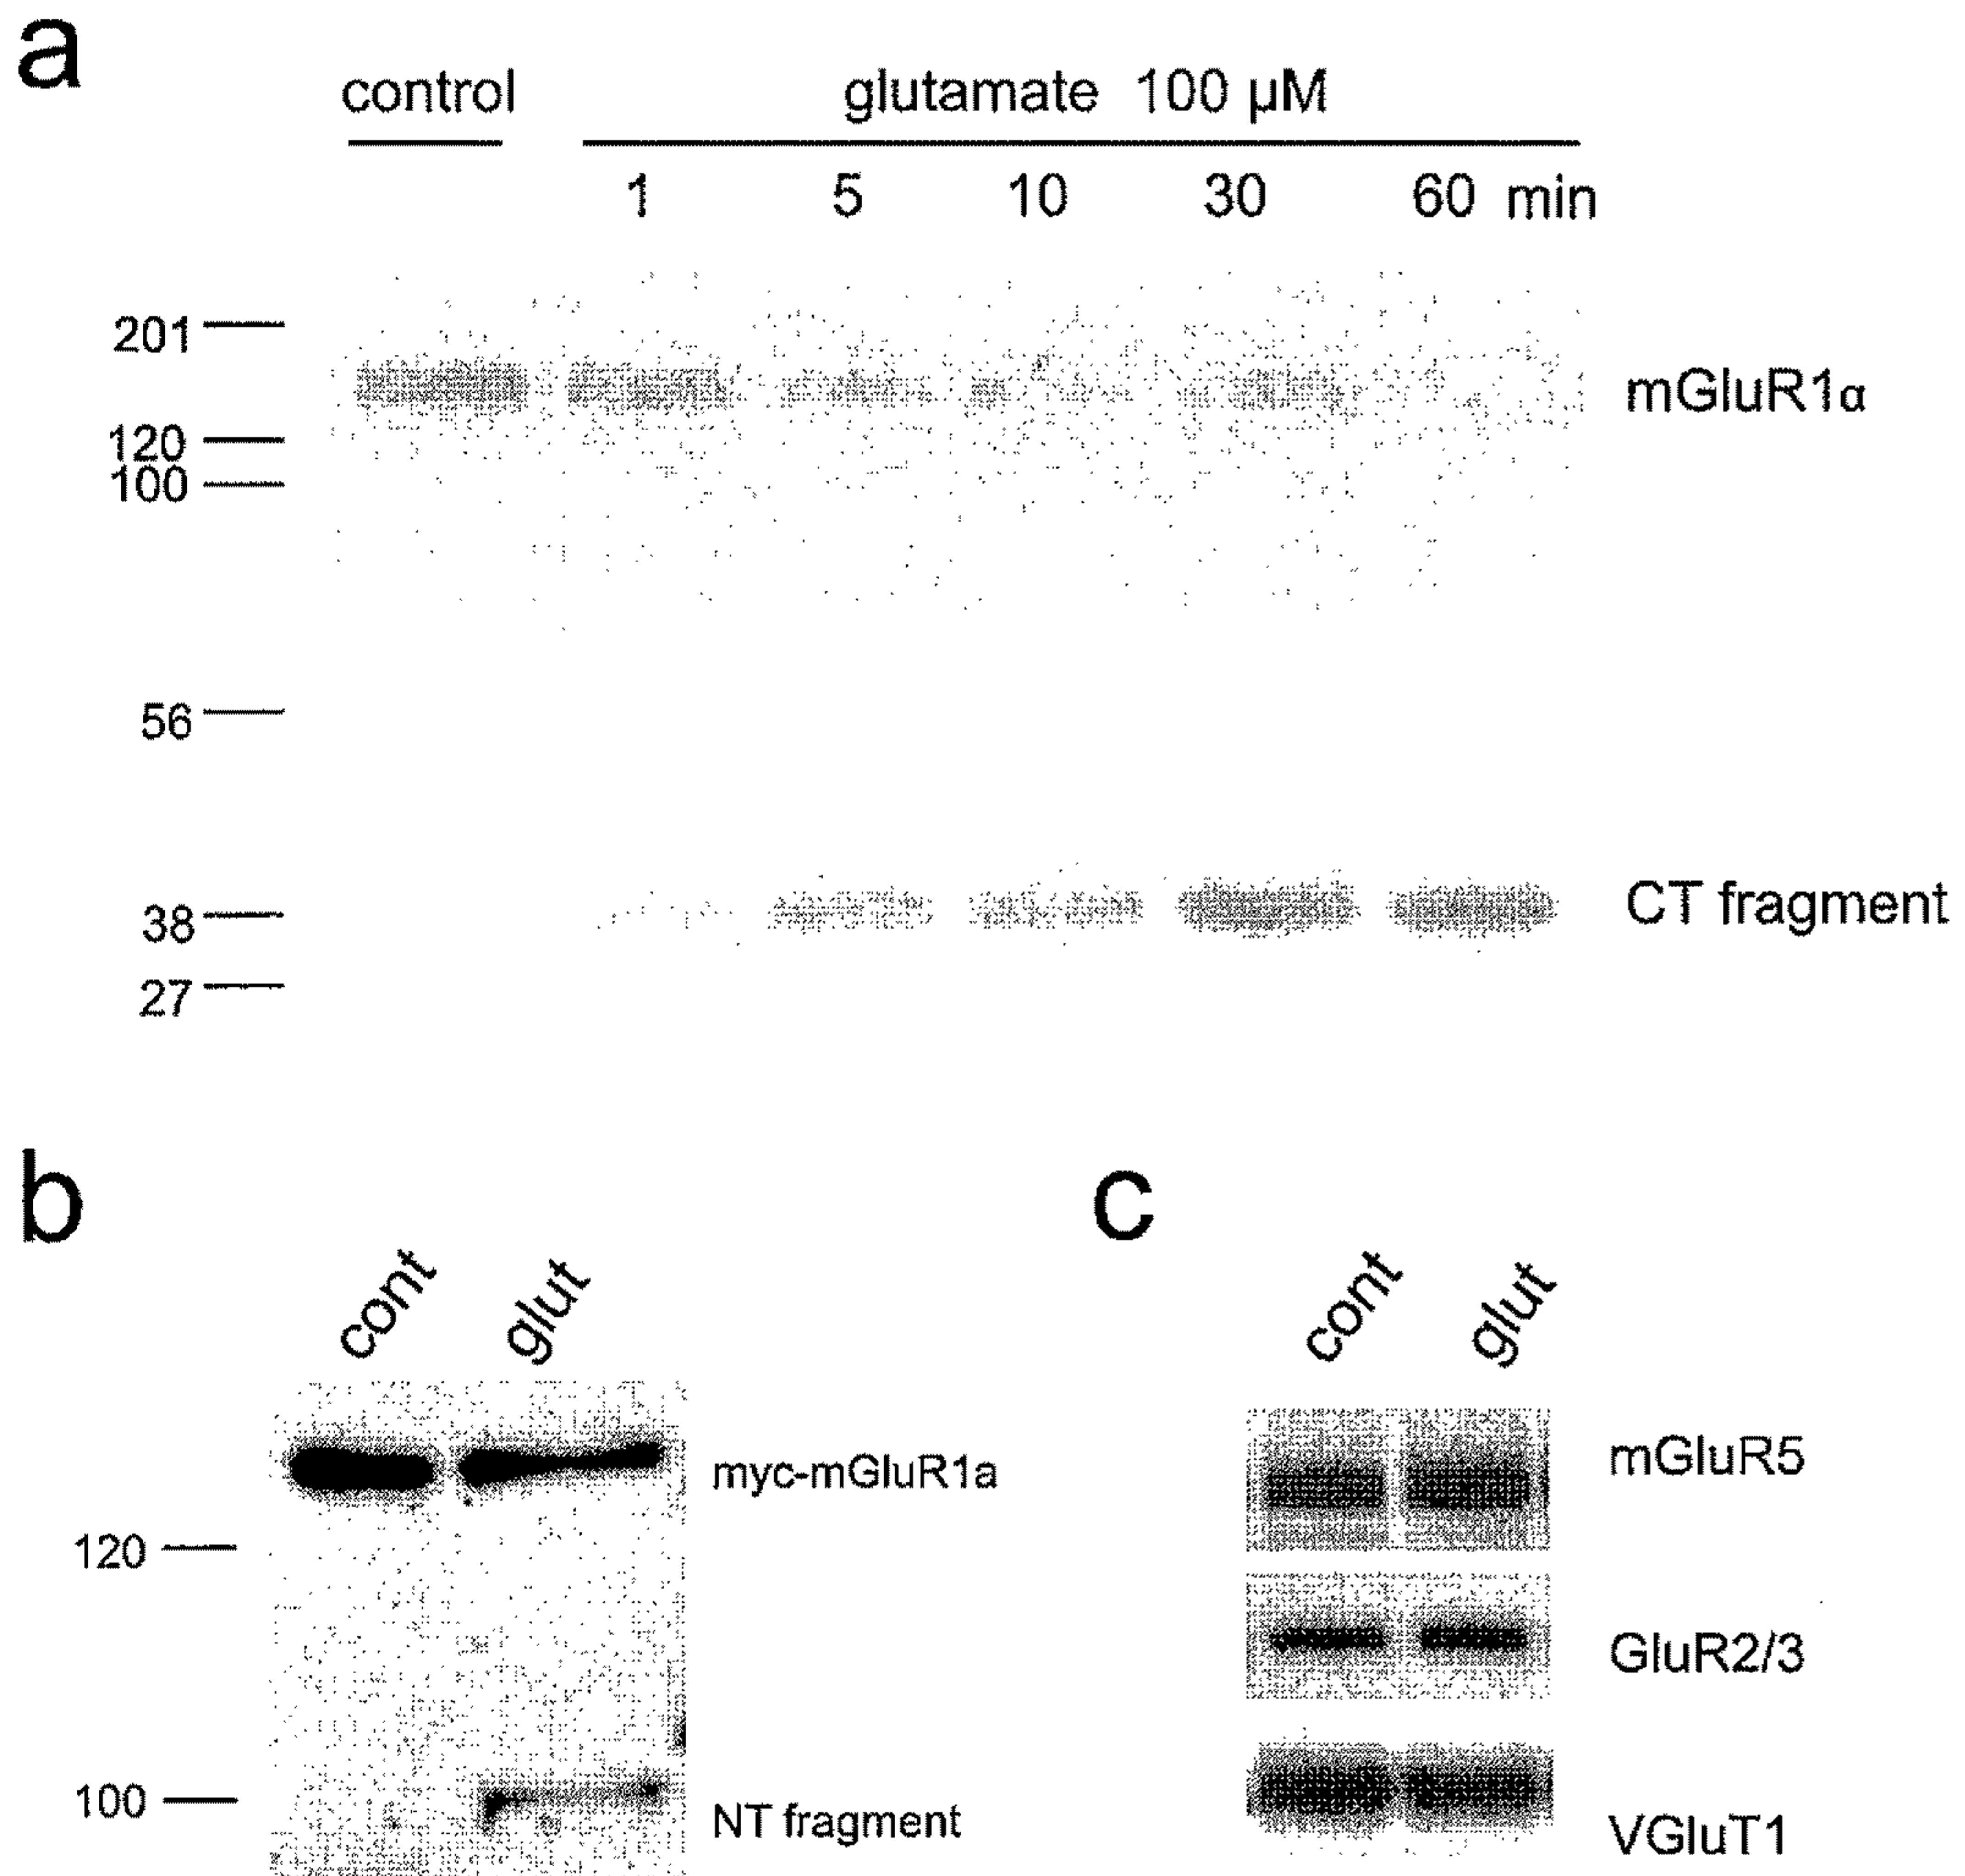 a
control glutamate 100 µM
1 5 10 30 60 min
201
mGluR1α
120
100
56
38
CT fragment
27
b
cont glut
myc-mGluR1a
120
100
NT fragment
c
cont glut
mGluR5
GluR2/3
VGluT1